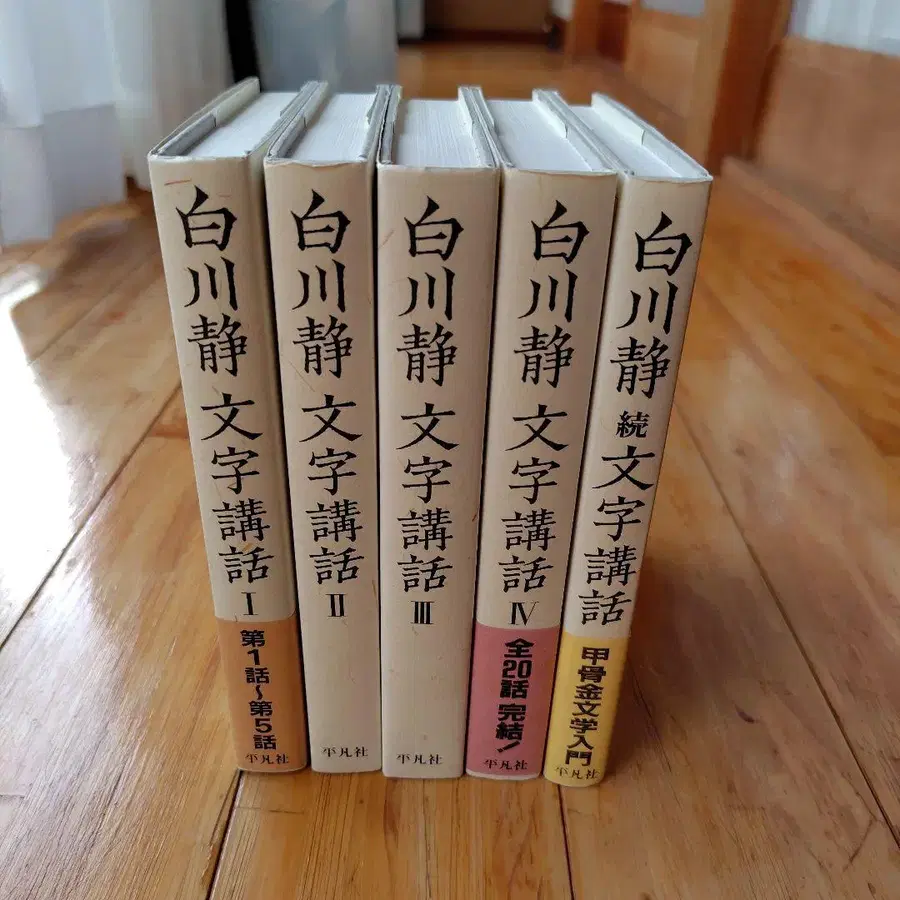 白川静 文字講話 Ⅰ
第1話〜第5話
平凡社
白川静 文字講話 Ⅱ
平凡社
白川静 文字講話 Ⅲ
平凡社
白川静 文字講話 Ⅳ
全20話 完結!
平凡社
白川静 続 文字講話
甲骨金文学入門
平凡社